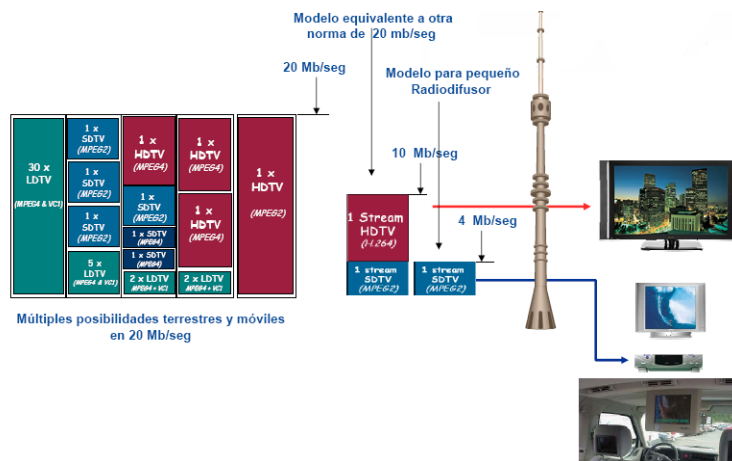 Modelo equivalente a otra
norma de 20 mb/seg
20 Mb/seg
Modelo para pequeño
Radiodifusor
10 Mb/seg
4 Mb/seg
30 x
LDTV
(MPEG4 & VC1)
1 x
SDTV
(MPEG2)
1 x
SDTV
(MPEG2)
1 x
SDTV
(MPEG2)
5 x
LDTV
(MPEG4 & VC1)
1 x
HDTV
(MPEG4)
1 x
SDTV
(MPEG2)
1 x SDTV
(MPEG4)
1 x SDTV
(MPEG4)
2 x LDTV
MPEG4 + VC1
1 x
HDTV
(MPEG4)
1 x
HDTV
(MPEG4)
2 x LDTV
MPEG4 + VC1
1 x
HDTV
(MPEG2)
1 Stream
HDTV
(H.264)
1 stream
SDTV
(MPEG2)
1 stream
SDTV
(MPEG2)
Múltiples posibilidades terrestres y móviles
en 20 Mb/seg